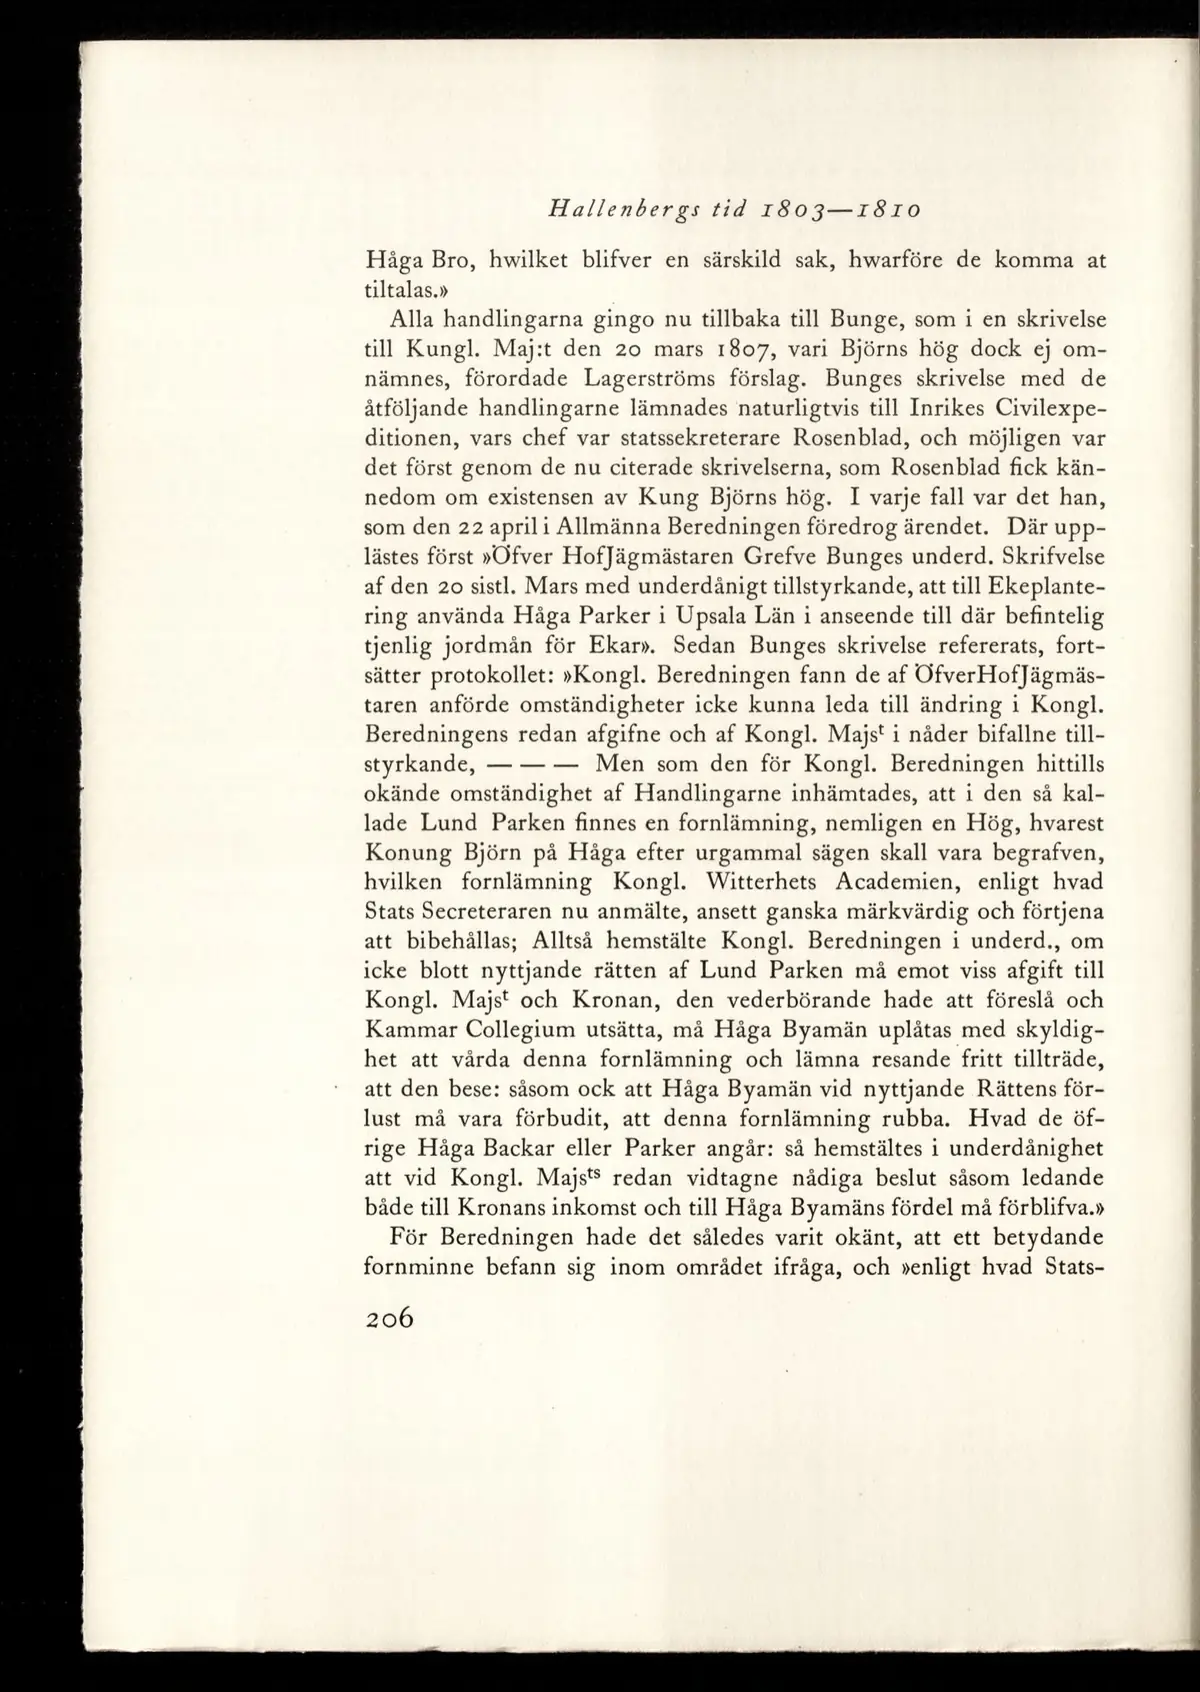 Hallenbergs tid 1803—1810
Håga Bro, hwilket blifver en särskild sak, hwarföre de komma at
tiltalas.»
Alla handlingarna gingo nu tillbaka till Bunge, som i en skrivelse
till Kungl. Maj:t den 20 mars 1807, vari Björns hög dock ej om-
nämnes, förordade Lagerströms förslag. Bunges skrivelse med de
åtföljande handlingarne lämnades naturligtvis till Inrikes Civilexpe-
ditionen, vars chef var statssekreterare Rosenblad, och möjligen var
det först genom de nu citerade skrivelserna, som Rosenblad fick kän-
nedom om existensen av Kung Björns hög. I varje fall var det han,
som den 22 april i Allmänna Beredningen föredrog ärendet. Där upp-
lästes först »Öfver HofJägmästaren Grefve Bunges underd. Skrifvelse
af den 20 sistl. Mars med underdånigt tillstyrkande, att till Ekeplante-
ring använda Håga Parker i Upsala Län i anseende till där befintelig
tjenlig jordmån för Ekar». Sedan Bunges skrivelse refererats, fort-
sätter protokollet: »Kongl. Beredningen fann de af ÖfverHofJägmäs-
taren anförde omständigheter icke kunna leda till ändring i Kongl.
Beredningens redan afgifne och af Kongl. Majsᵗ i nåder bifallne till-
styrkande, — — — Men som den för Kongl. Beredningen hittills
okände omständighet af Handlingarne inhämtades, att i den så kal-
lade Lund Parken finnes en fornlämning, nemligen en Hög, hvarest
Konung Björn på Håga efter urgammal sägen skall vara begrafven,
hvilken fornlämning Kongl. Witterhets Academien, enligt hvad
Stats Secreteraren nu anmälte, ansett ganska märkvärdig och förtjena
att bibehållas; Alltså hemstälte Kongl. Beredningen i underd., om
icke blott nyttjande rätten af Lund Parken må emot viss afgift till
Kongl. Majsᵗ och Kronan, den vederbörande hade att föreslå och
Kammar Collegium utsätta, må Håga Byamän uplåtas med skyldig-
het att vårda denna fornlämning och lämna resande fritt tillträde,
att den bese: såsom ock att Håga Byamän vid nyttjande Rättens för-
lust må vara förbudit, att denna fornlämning rubba. Hvad de öf-
rige Håga Backar eller Parker angår: så hemstältes i underdånighet
att vid Kongl. Majsᵗˢ redan vidtagne nådiga beslut såsom ledande
både till Kronans inkomst och till Håga Byamäns fördel må förblifva.»
För Beredningen hade det således varit okänt, att ett betydande
fornminne befann sig inom området ifråga, och »enligt hvad Stats-
206